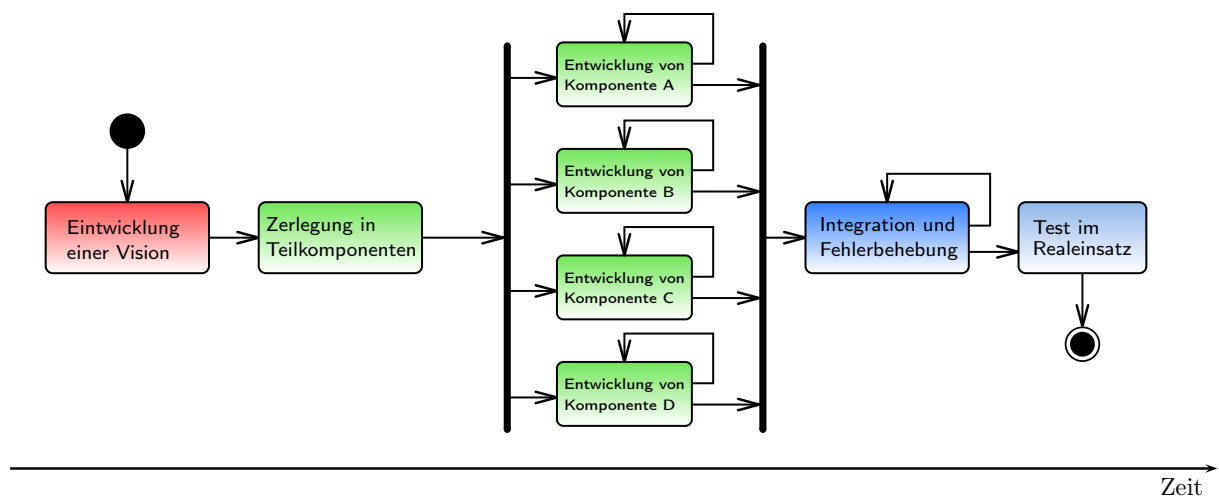 Eintwicklung
einer Vision
Zerlegung in
Teilkomponenten
Entwicklung von
Komponente A
Entwicklung von
Komponente B
Entwicklung von
Komponente C
Entwicklung von
Komponente D
Integration und
Fehlerbehebung
Test im
Realeinsatz
Zeit